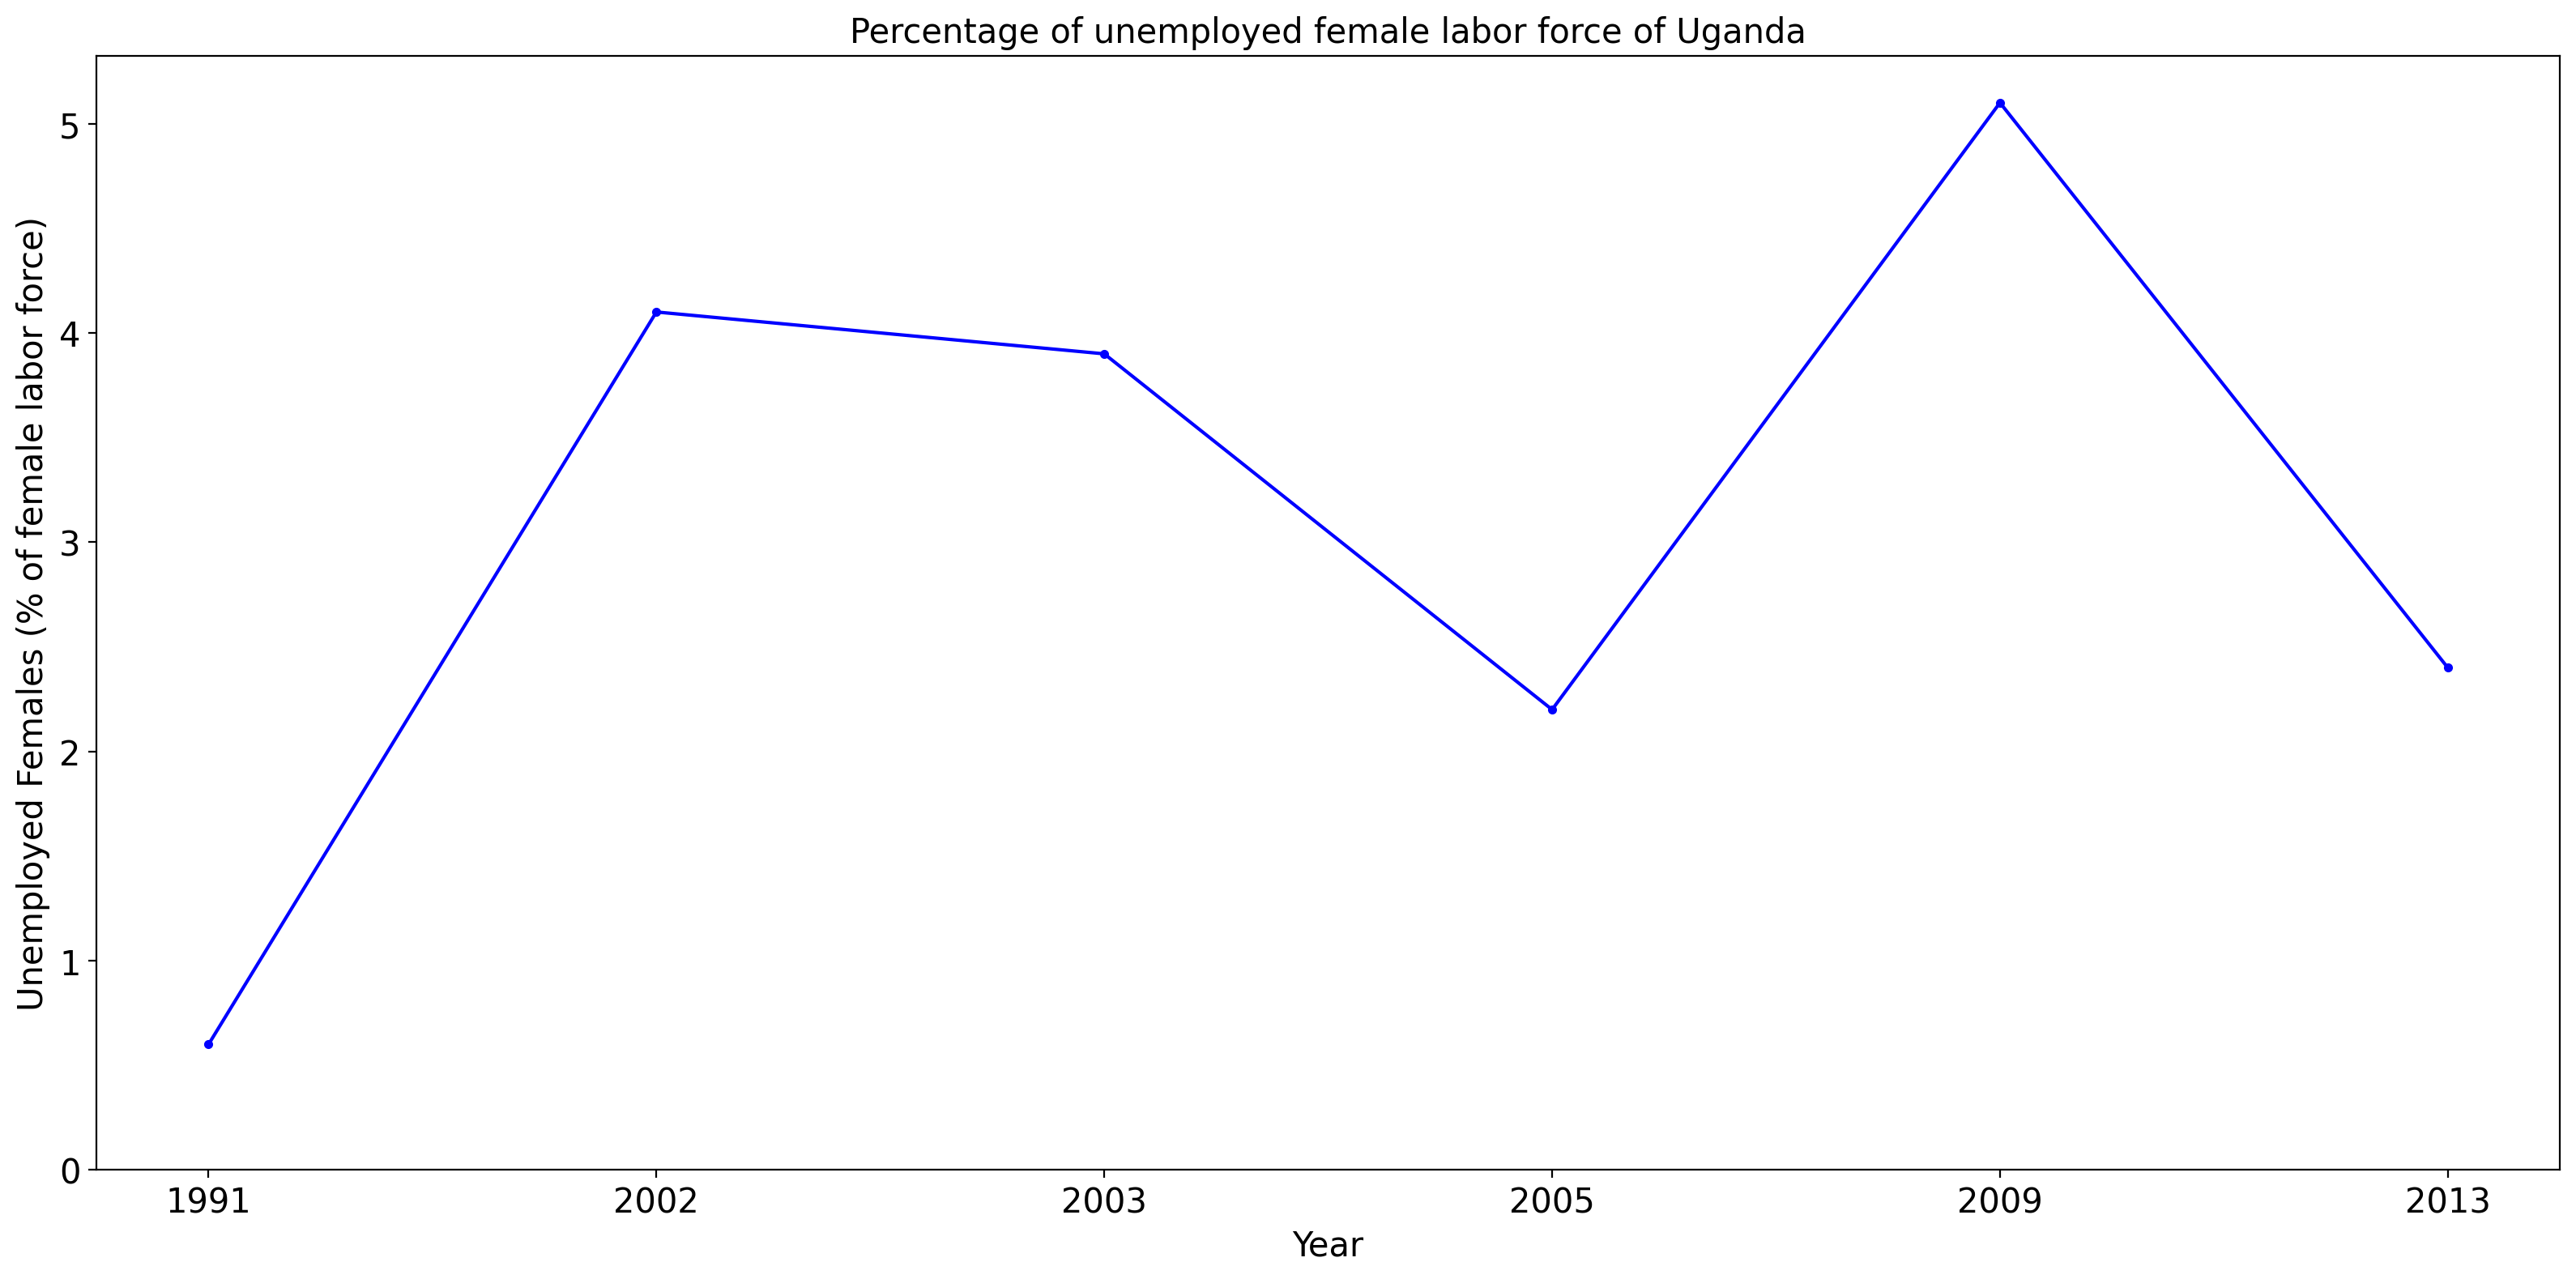 Percentage of unemployed female labor force of Uganda
Unemployed Females (% of female labor force)
5
4
3
2
1
0
1991 2002 2003 2005 2009 2013
Year